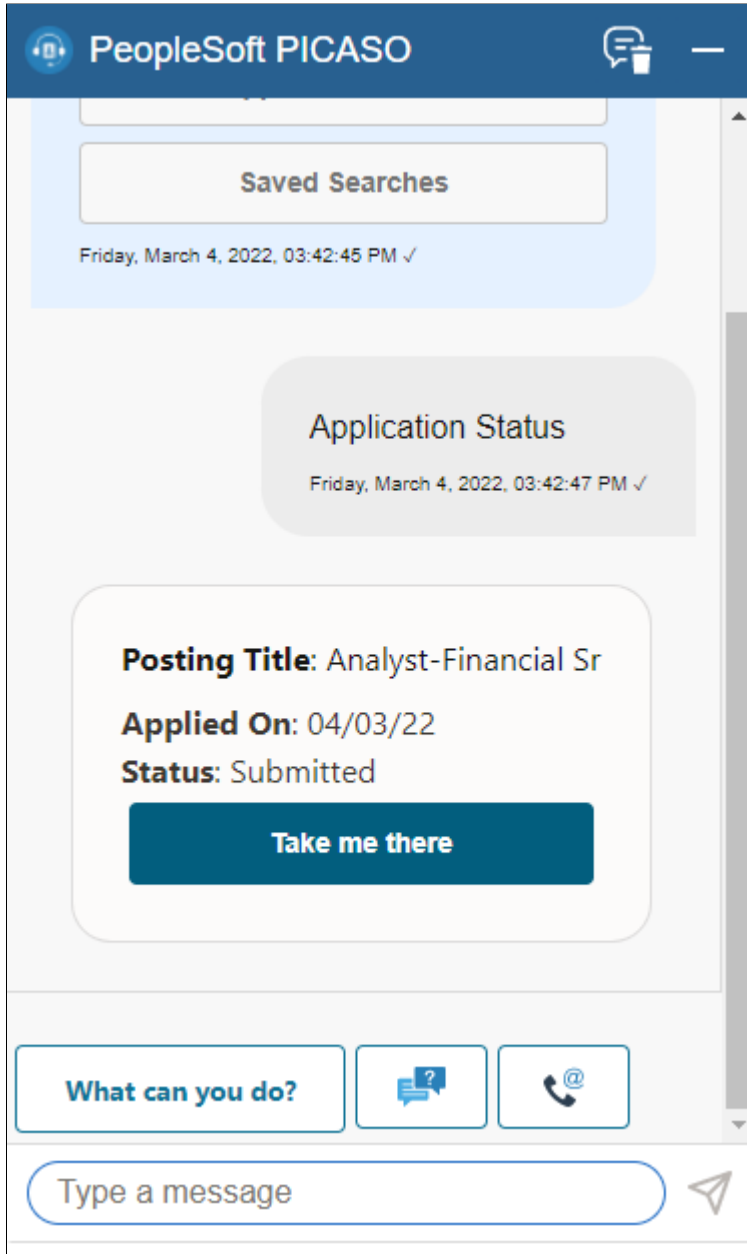 PeopleSoft PICASO
Saved Searches
Friday, March 4, 2022, 03:42:45 PM ✓
Application Status
Friday, March 4, 2022, 03:42:47 PM ✓
Posting Title: Analyst-Financial Sr
Applied On: 04/03/22
Status: Submitted
Take me there
What can you do?
?
@
Type a message